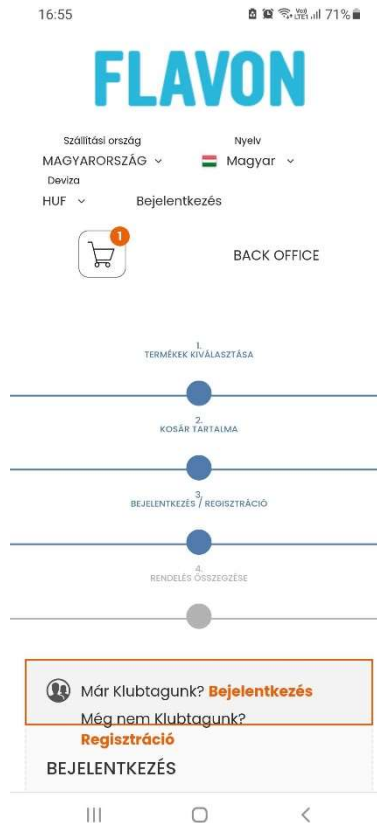 16:55
71%
FLAVON
Szállítási ország
Nyelv
MAGYARORSZÁG
Magyar
Deviza
HUF
Bejelentkezés
1
BACK OFFICE
1.
TERMÉKEK KIVÁLASZTÁSA
2.
KOSÁR TARTALMA
3.
BEJELENTKEZÉS / REGISZTRÁCIÓ
4.
RENDELÉS ÖSSZEGZÉSE
Már Klubtagunk? Bejelentkezés
Még nem Klubtagunk?
Regisztráció
BEJELENTKEZÉS